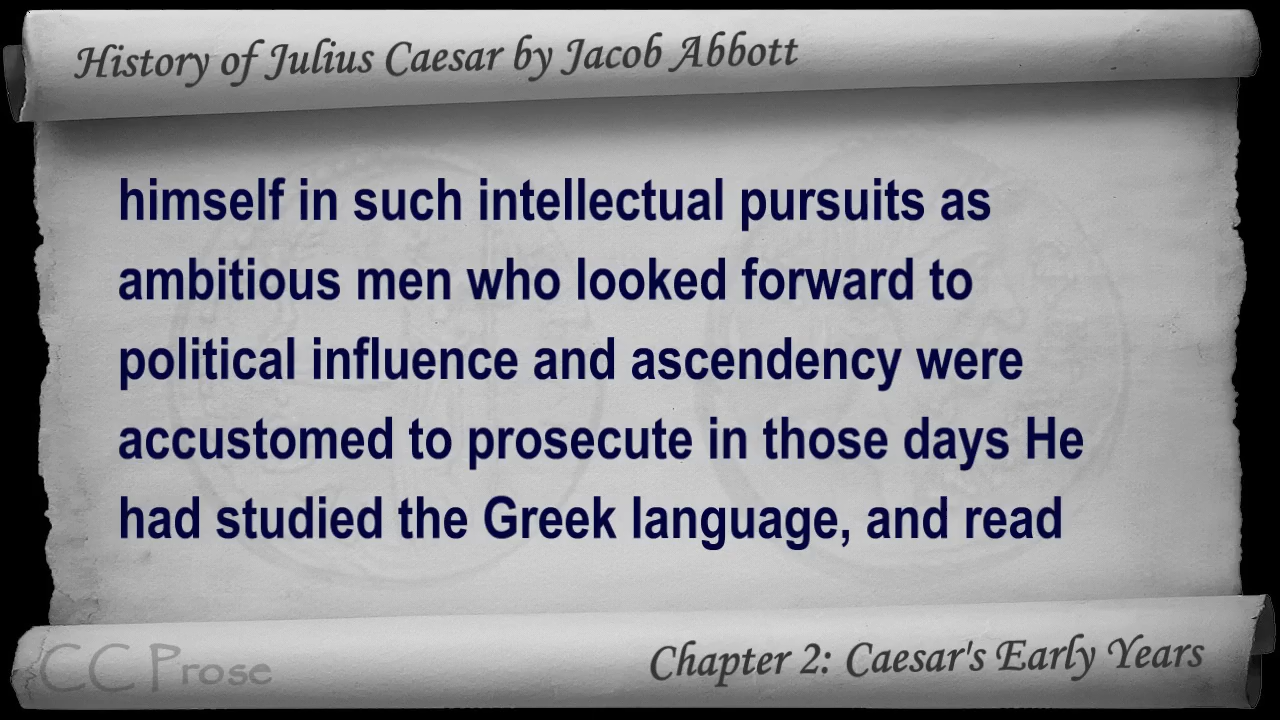 History of Julius Caesar by Jacob Abbott
himself in such intellectual pursuits as
ambitious men who looked forward to
political influence and ascendency were
accustomed to prosecute in those days He
had studied the Greek language, and read
CC Prose
Chapter 2: Caesar's Early Years